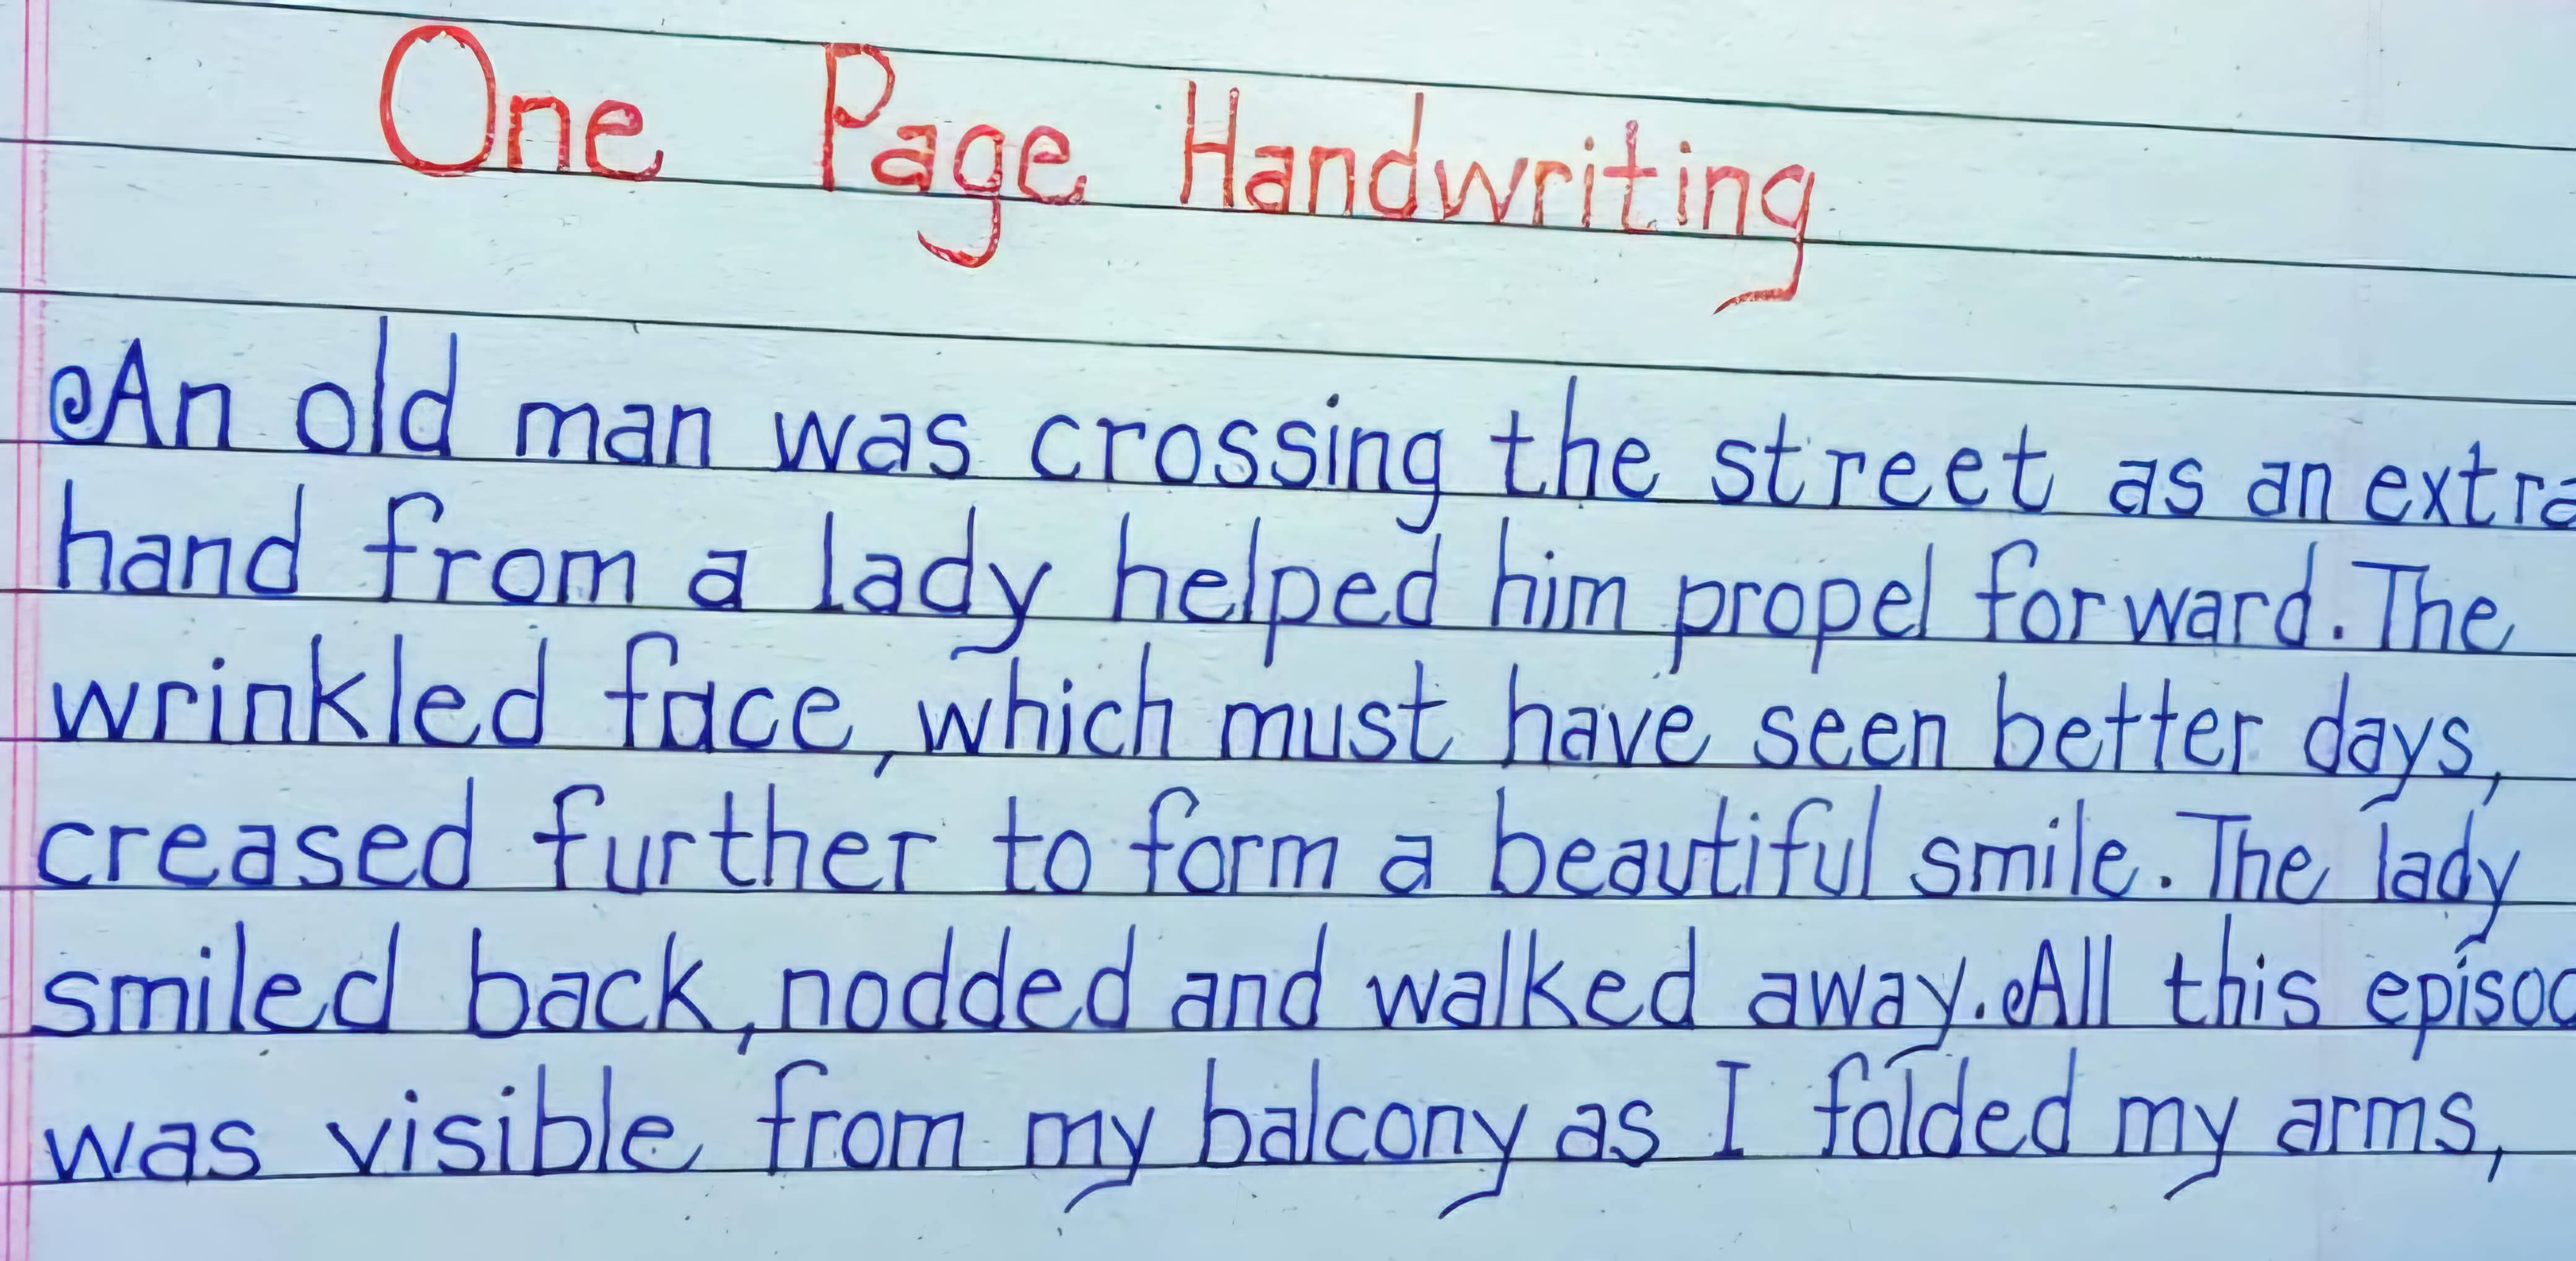 One Page Handwriting
An old man was crossing the street as an extra
hand from a lady helped him propel forward. The
wrinkled face, which must have seen better days,
creased further to form a beautiful smile. The lady
smiled back, nodded and walked away. All this
was visible from my balcony as I folded my arms,